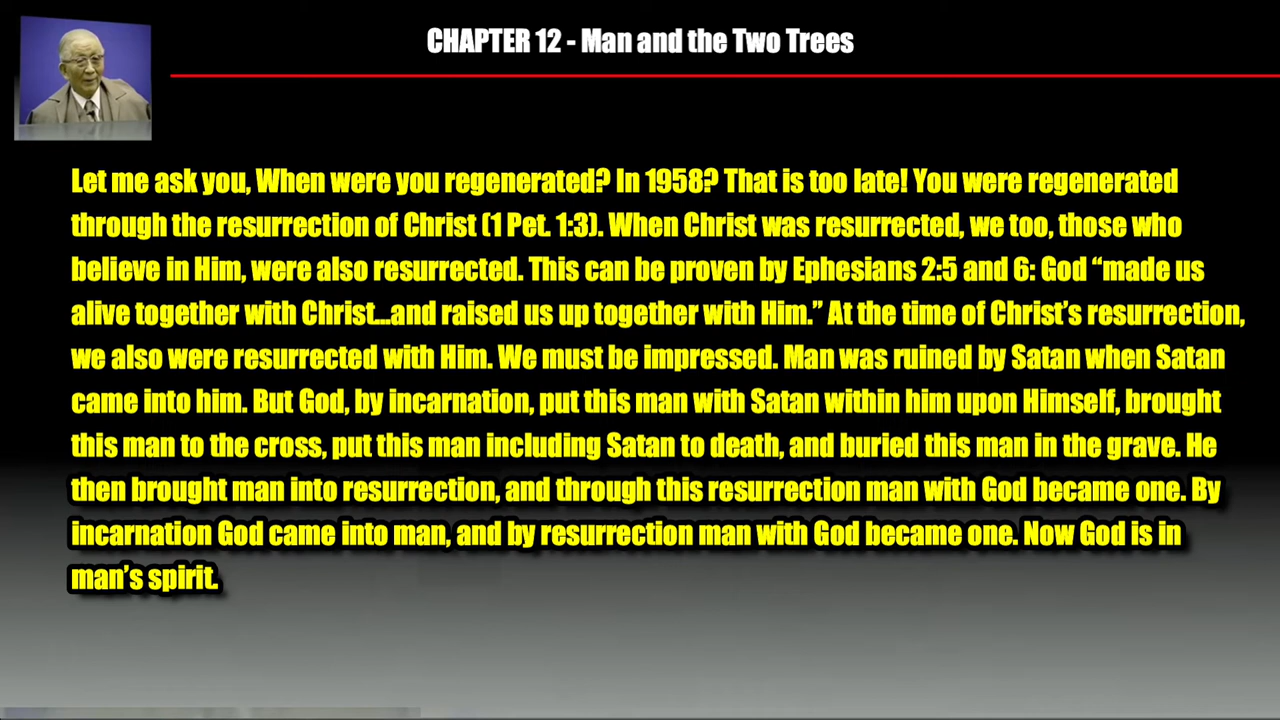 CHAPTER 12 - Man and the Two Trees
Let me ask you, When were you regenerated? In 1958? That is too late! You were regenerated
through the resurrection of Christ (1 Pet. 1:3). When Christ was resurrected, we too, those who
believe in Him, were also resurrected. This can be proven by Ephesians 2:5 and 6: God “made us
alive together with Christ...and raised us up together with Him.” At the time of Christ’s resurrection,
we also were resurrected with Him. We must be impressed. Man was ruined by Satan when Satan
came into him. But God, by incarnation, put this man with Satan within him upon Himself, brought
this man to the cross, put this man including Satan to death, and buried this man in the grave. He
then brought man into resurrection, and through this resurrection man with God became one. By
incarnation God came into man, and by resurrection man with God became one. Now God is in
man’s spirit.